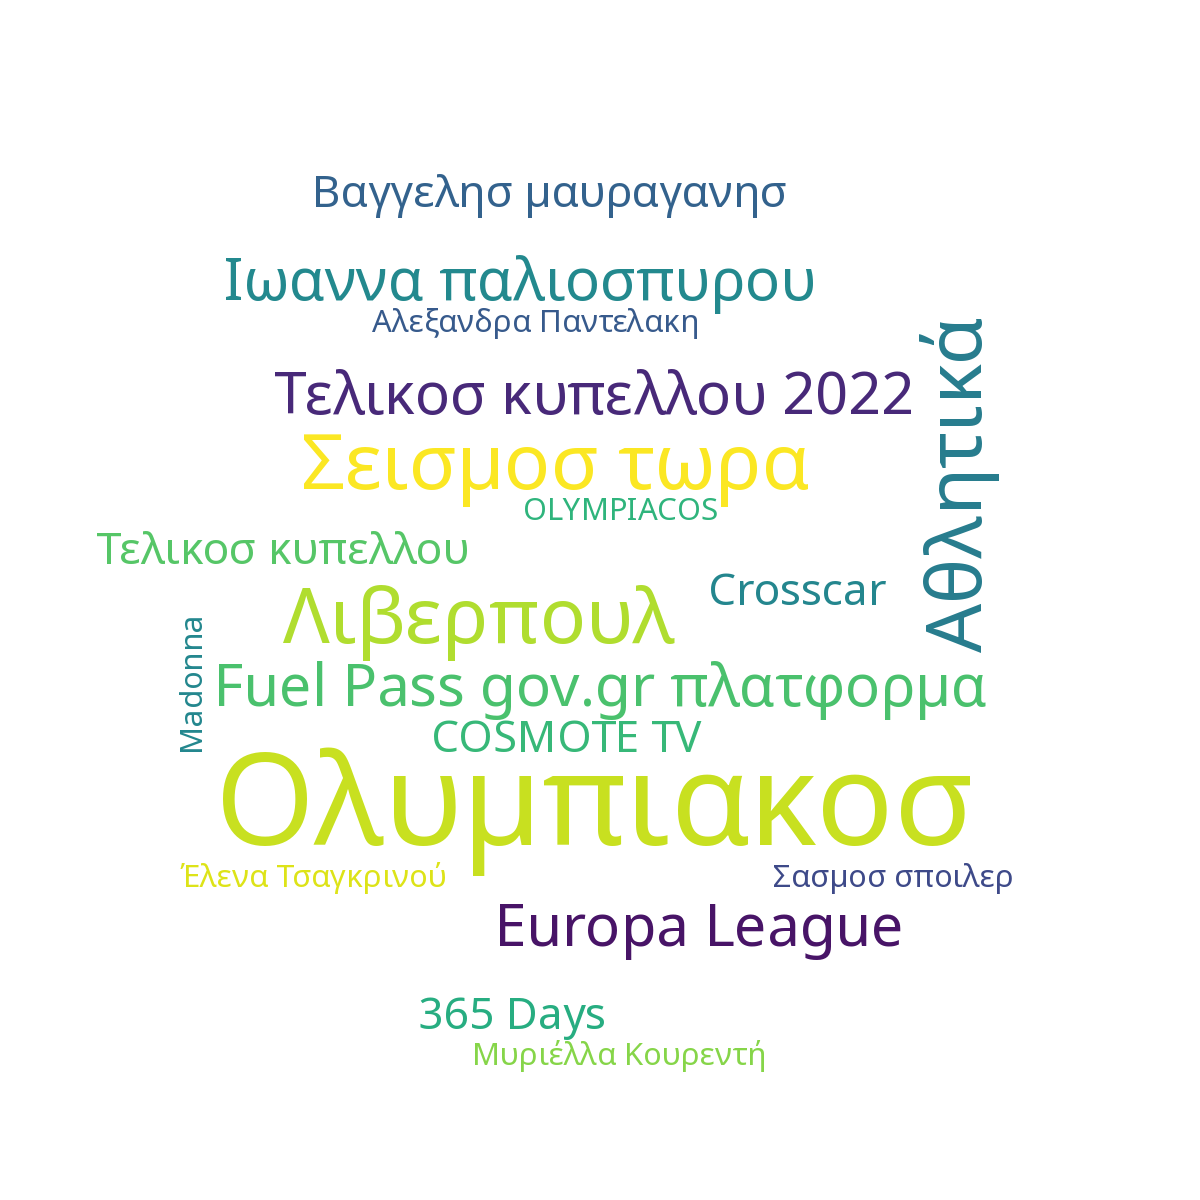 Βαγγελησ μαυραγανησ
Ιωαννα παλιοσπυρου
Αλεξανδρα Παντελακη
Αθλητικά
Τελικοσ κυπελλου 2022
Σεισμοσ τωρα
OLYMPIACOS
Τελικοσ κυπελλου
Crosscar
Λιβερπουλ
Madonna
Fuel Pass gov.gr πλατφορμα
COSMOTE TV
Ολυμπιακοσ
Έλενα Τσαγκρινού
Σασμοσ σποιλερ
Europa League
365 Days
Μυριέλλα Κουρεντή